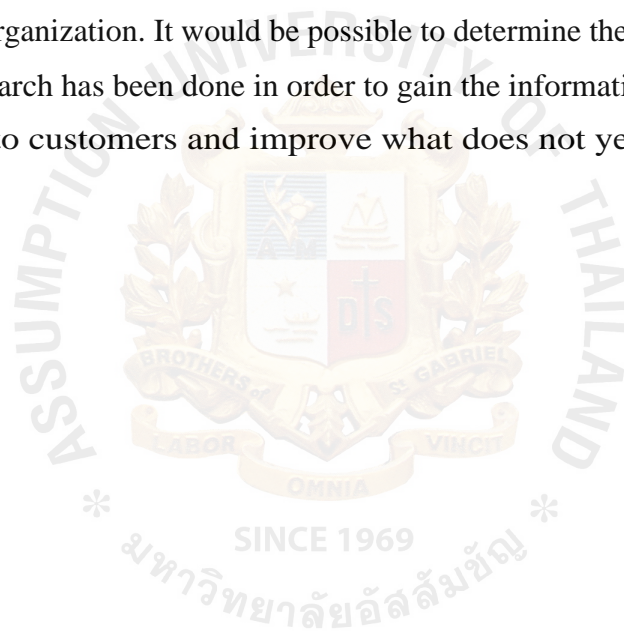 rganization. It would be possible to determine the
arch has been done in order to gain the informati
to customers and improve what does not ye
ASSUMPTION UNIVERSITY OF THAILAND
A M
D S
BROTHERS of St GABRIEL
LABOR OMNIA VINCIT
* SINCE 1969 *
มหาวิทยาลัยอัสสัมชัญ